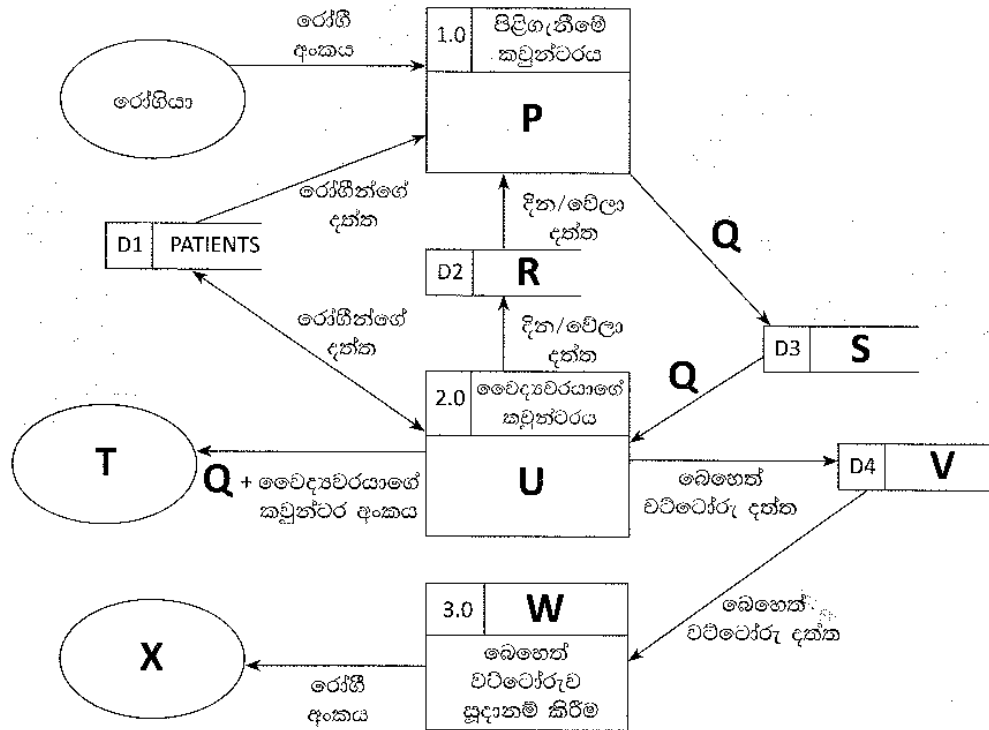 රෝගී
අංකය
1.0
පිළිගැනීමේ
කවුන්ටරය
රෝගියා
P
රෝගීන්ගේ
දත්ත
දින/වේලා
දත්ත
Q
D1 PATIENTS
D2 R
රෝගීන්ගේ
දත්ත
දින/වේලා
දත්ත
D3 S
Q
2.0
වෛද්‍යවරයාගේ
කවුන්ටරය
T
Q + වෛද්‍යවරයාගේ
කවුන්ටර අංකය
U
D4 V
බෙහෙත්
වට්ටෝරු දත්ත
3.0 W
බෙහෙත්
වට්ටෝරු දත්ත
X
රෝගී
අංකය
බෙහෙත්
වට්ටෝරුව
සූදානම් කිරීම